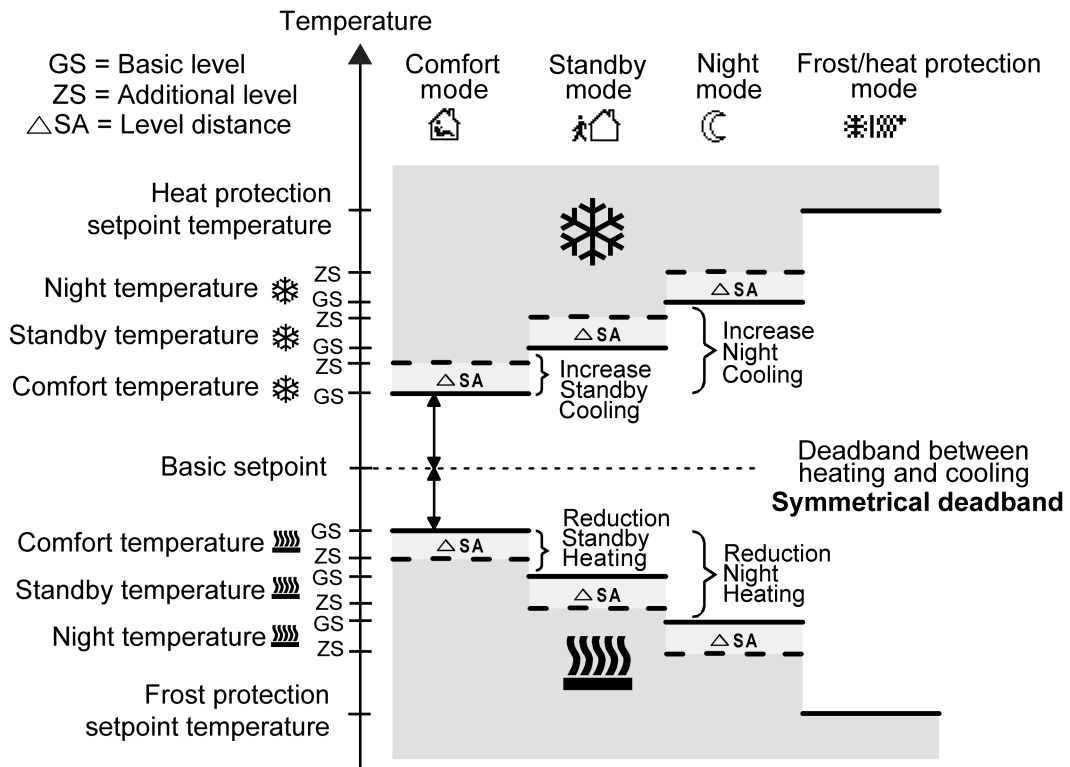 Temperature
GS = Basic level
ZS = Additional level
△SA = Level distance
Comfort
mode
Standby
mode
Night
mode
Frost/heat protection
mode
Heat protection
setpoint temperature
Night temperature
ZS
GS
Standby temperature
ZS
GS
Comfort temperature
ZS
GS
△SA
△SA
△SA
Increase
Standby
Cooling
Increase
Night
Cooling
Basic setpoint
Deadband between
heating and cooling
Symmetrical deadband
Comfort temperature
GS
ZS
Standby temperature
GS
ZS
Night temperature
GS
ZS
△SA
△SA
△SA
Reduction
Standby
Heating
Reduction
Night
Heating
Frost protection
setpoint temperature